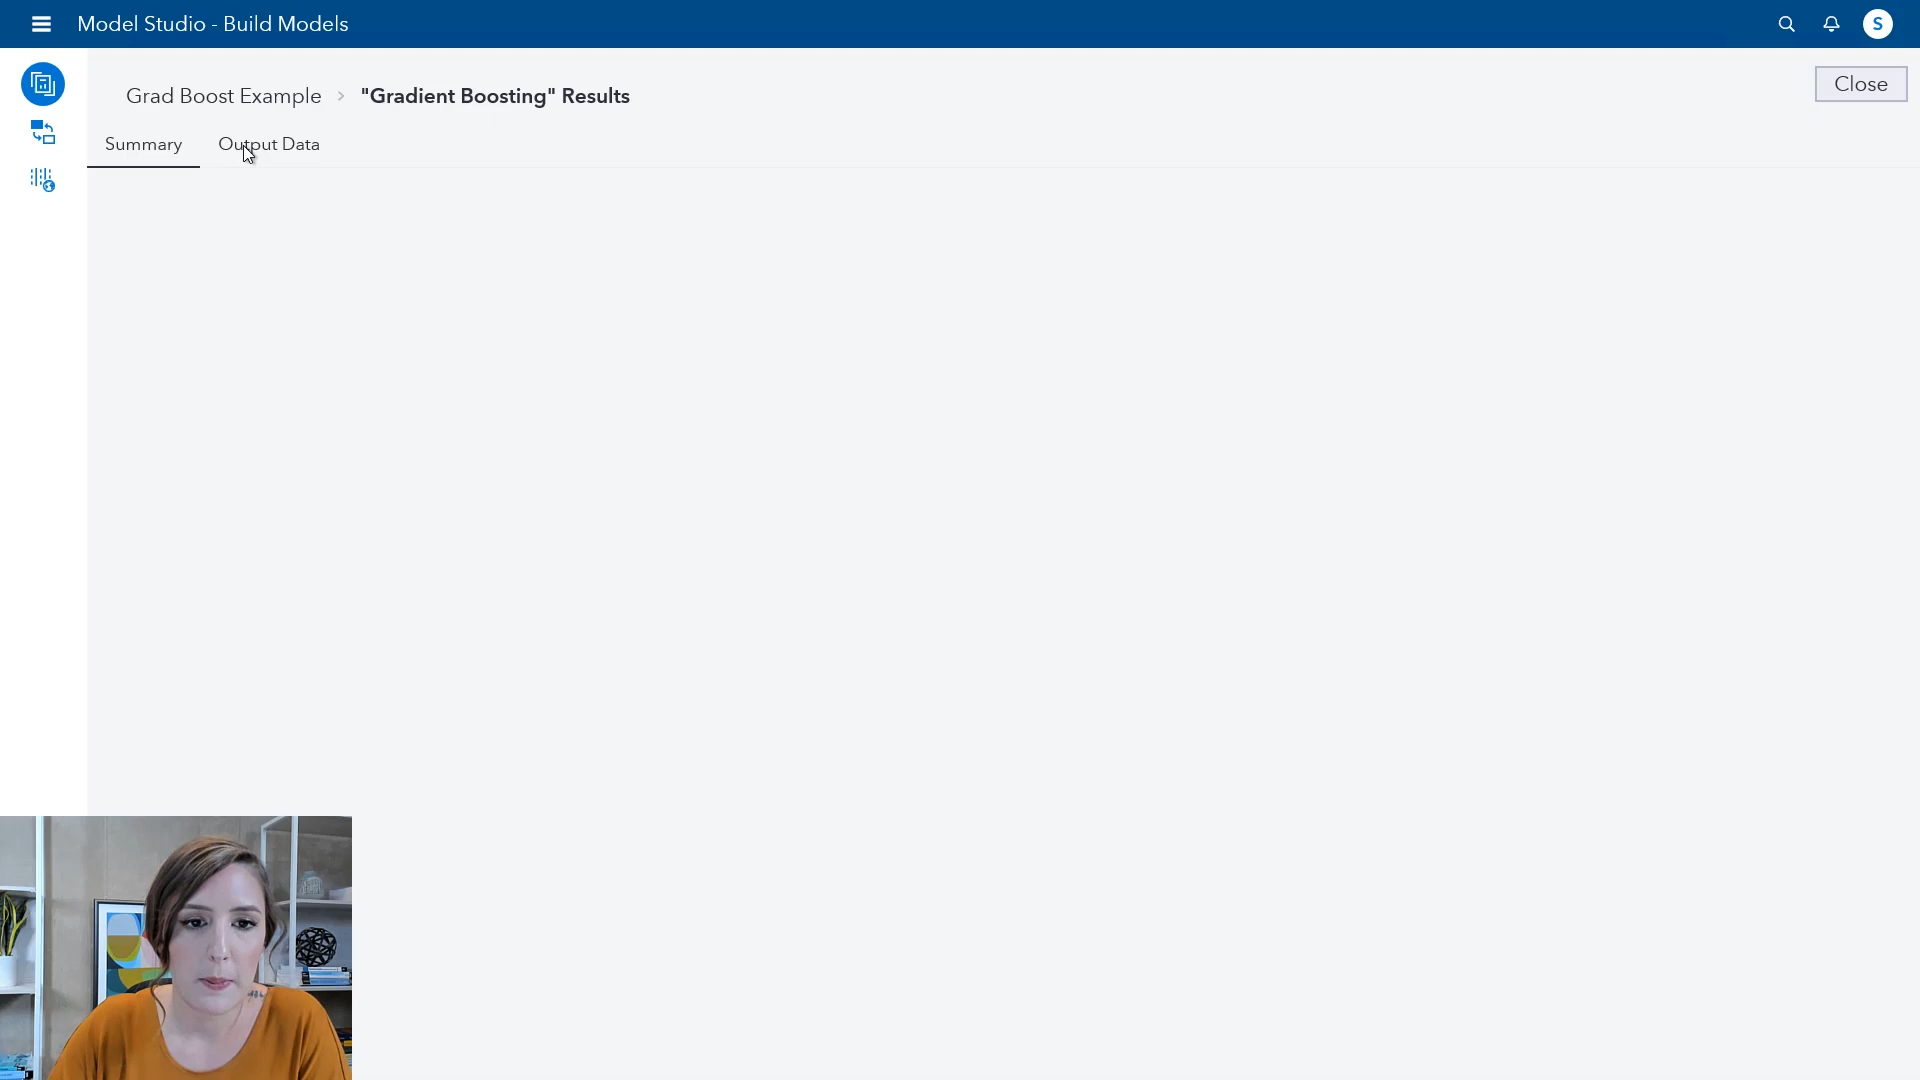 Model Studio - Build Models
S
Close
Grad Boost Example > "Gradient Boosting" Results
Summary
Output Data